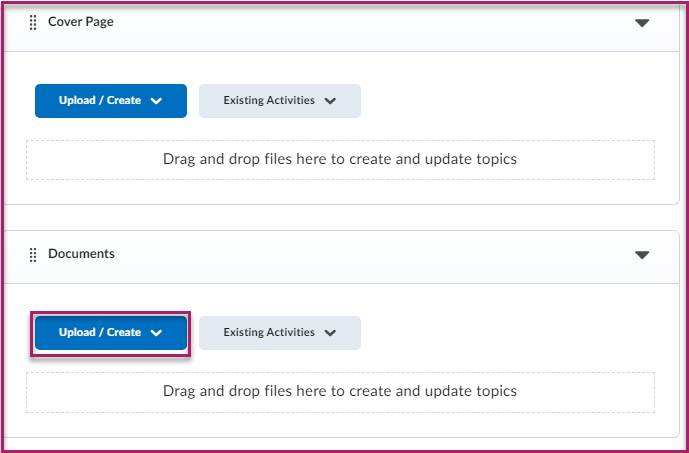 Cover Page
Upload / Create
Existing Activities
Drag and drop files here to create and update topics
Documents
Upload / Create
Existing Activities
Drag and drop files here to create and update topics